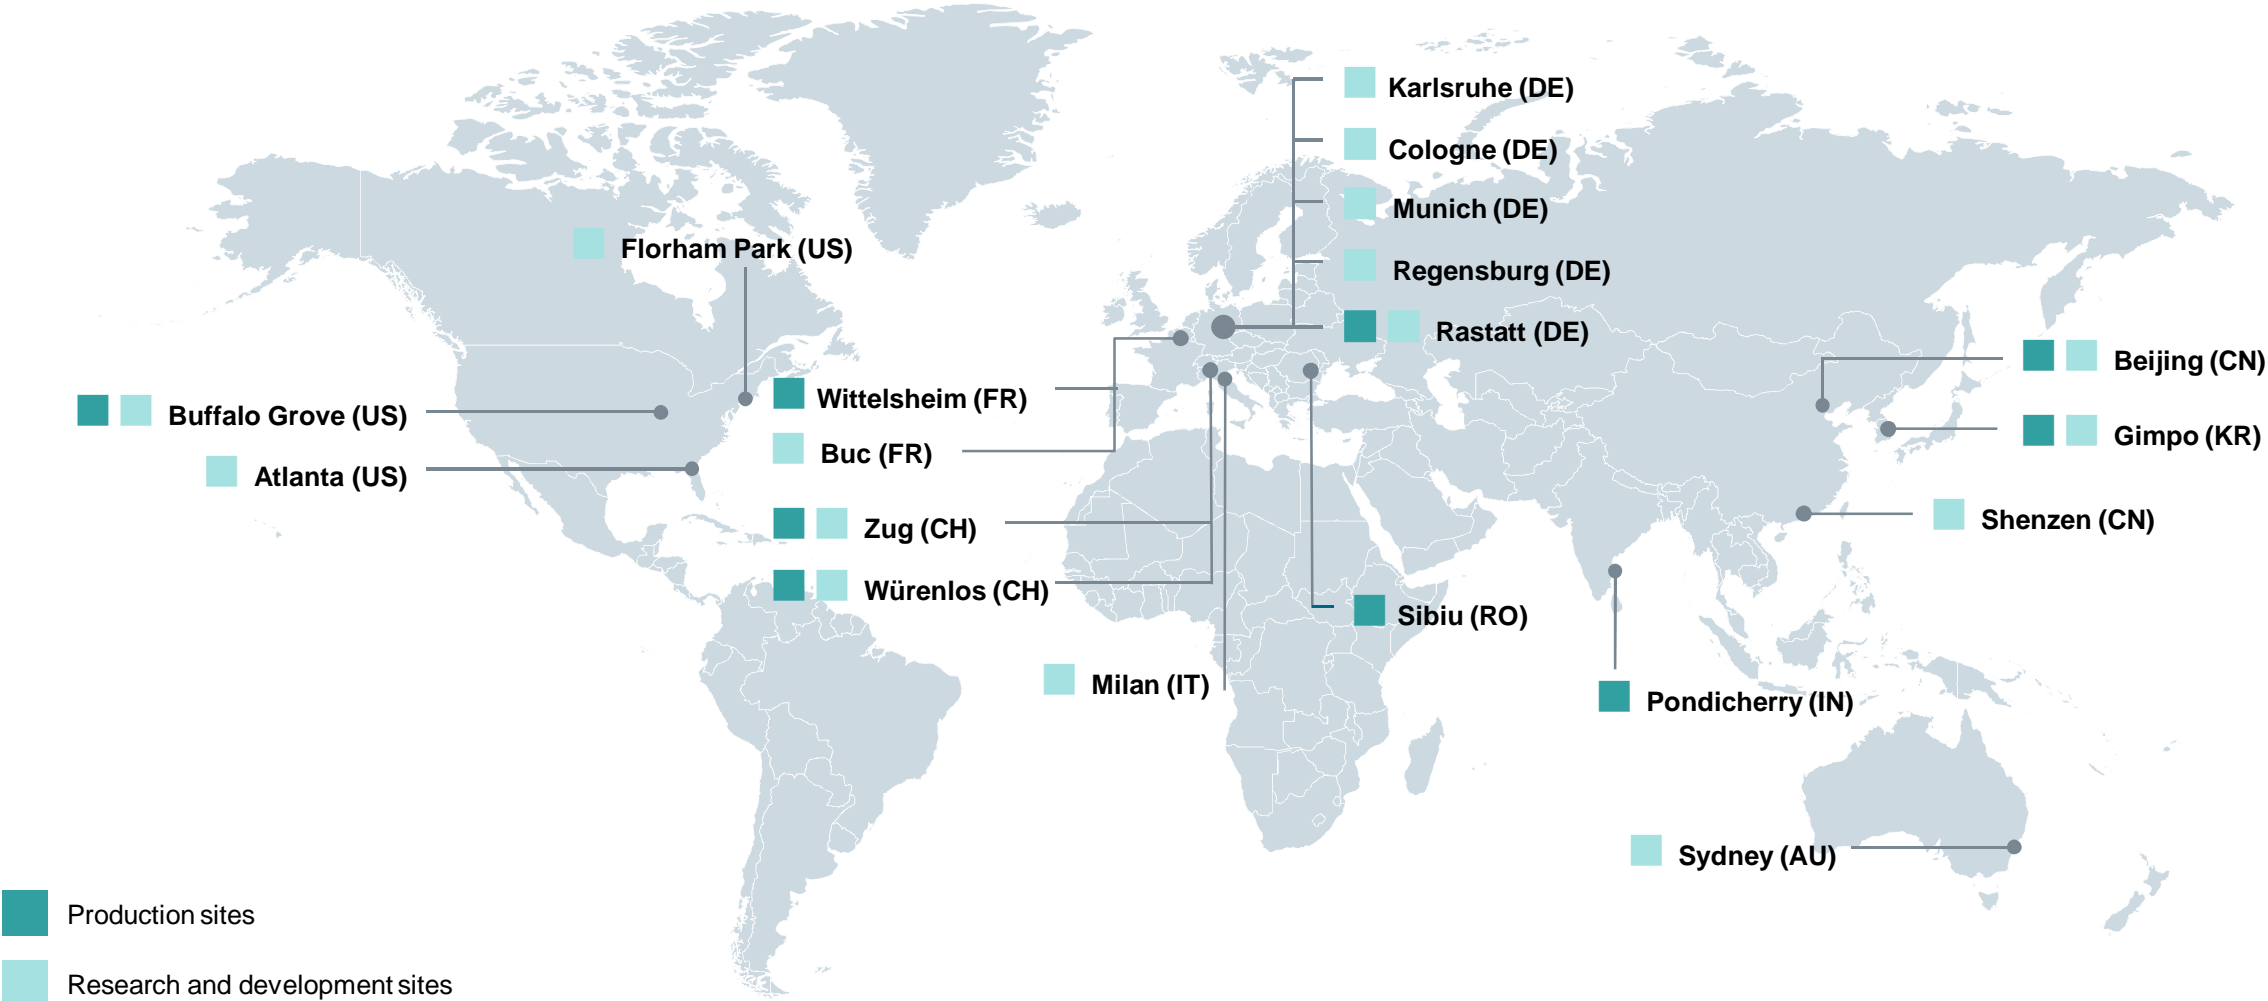 Karlsruhe (DE)
Cologne (DE)
Munich (DE)
Regensburg (DE)
Rastatt (DE)
Florham Park (US)
Buffalo Grove (US)
Atlanta (US)
Wittelsheim (FR)
Buc (FR)
Zug (CH)
Würenlos (CH)
Milan (IT)
Sibiu (RO)
Beijing (CN)
Gimpo (KR)
Shenzen (CN)
Pondicherry (IN)
Sydney (AU)
Production sites
Research and development sites